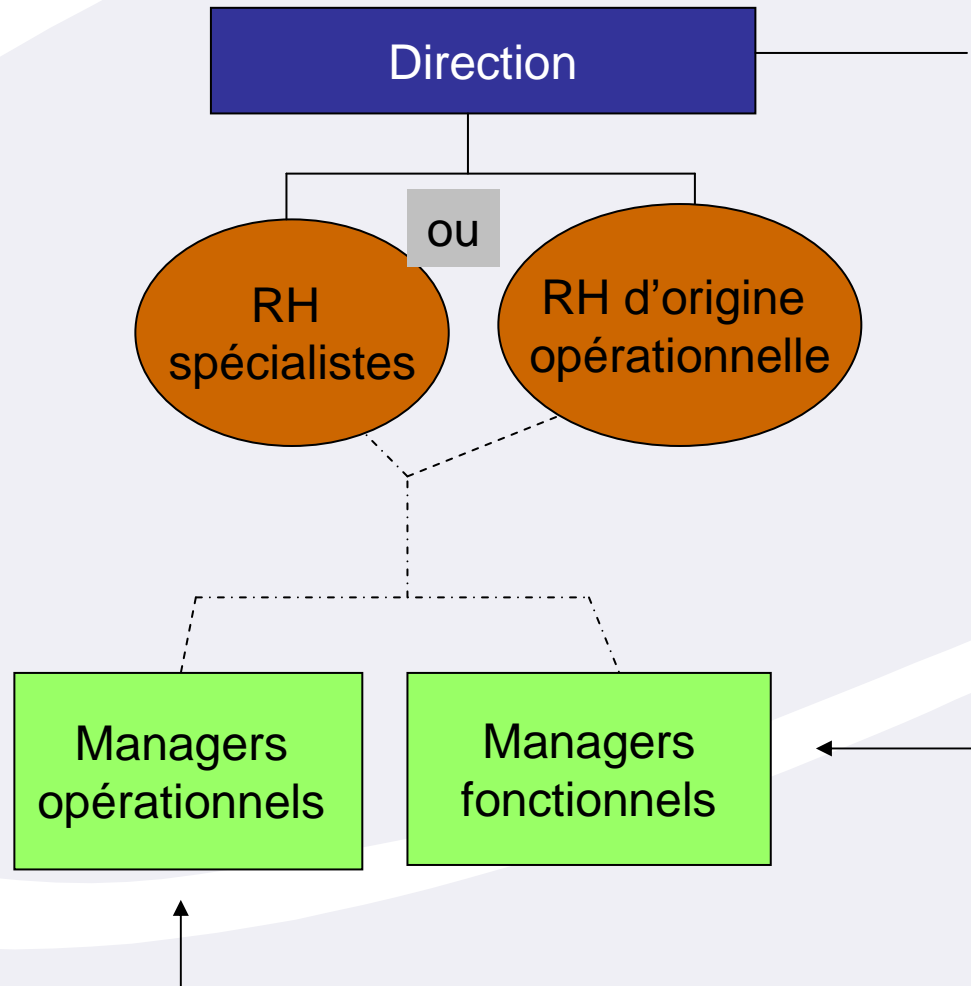 Direction
ou
RH
spécialistes
RH d’origine
opérationnelle
Managers
opérationnels
Managers
fonctionnels